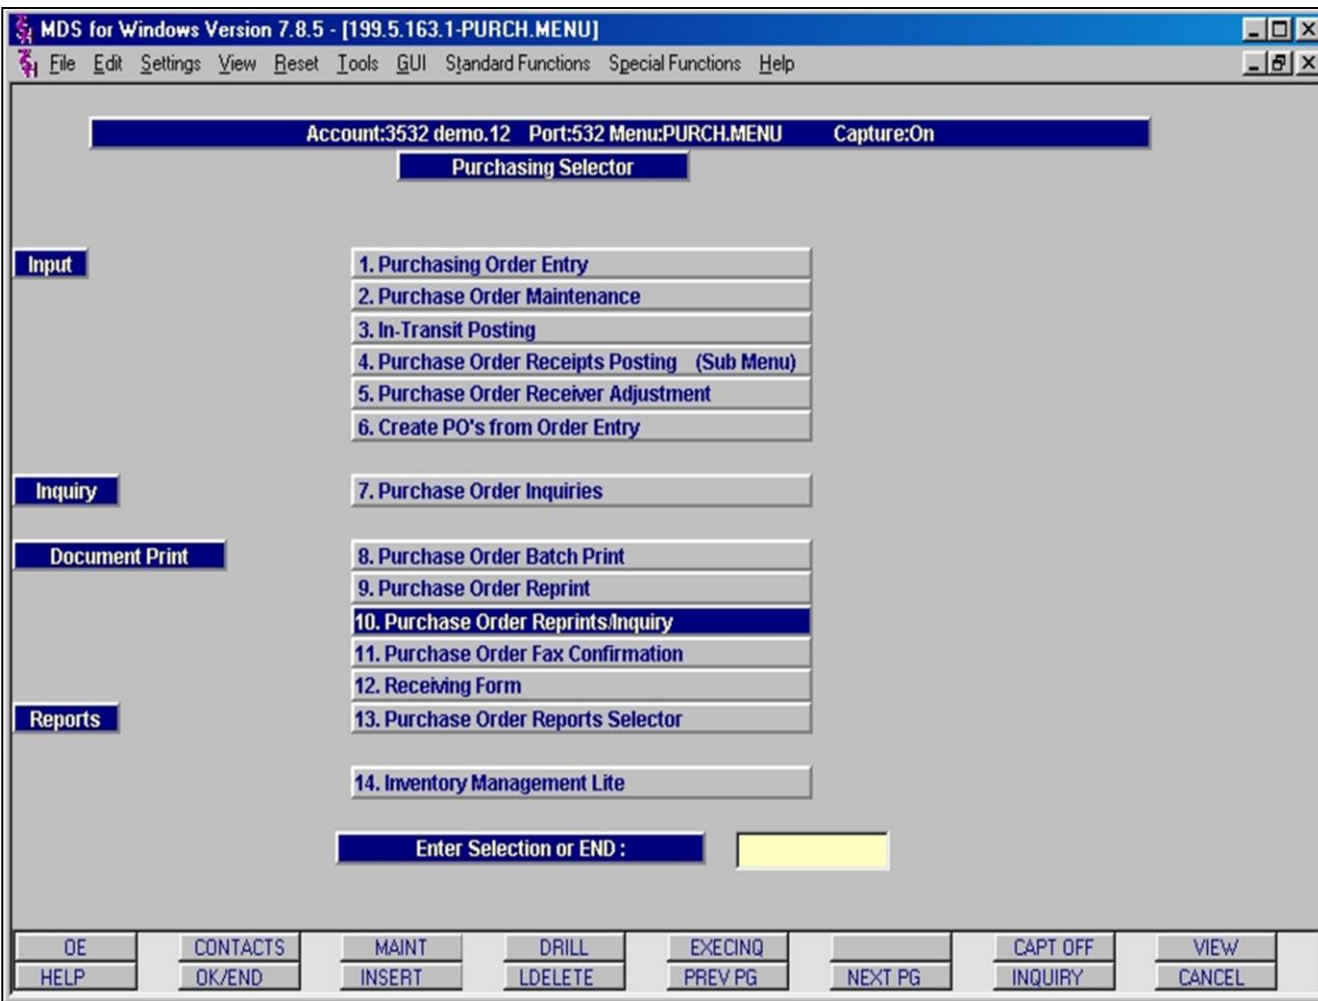 MDS for Windows Version 7.8.5 - [199.5.163.1-PURCH.MENU]
File Edit Settings View Reset Tools GUI Standard Functions Special Functions Help
Account:3532 demo.12 Port:532 Menu:PURCH.MENU Capture:On
Purchasing Selector
Input 1. Purchasing Order Entry
2. Purchase Order Maintenance
3. In-Transit Posting
4. Purchase Order Receipts Posting (Sub Menu)
5. Purchase Order Receiver Adjustment
6. Create PO's from Order Entry
Inquiry 7. Purchase Order Inquiries
Document Print 8. Purchase Order Batch Print
9. Purchase Order Reprint
10. Purchase Order Reprints/Inquiry
11. Purchase Order Fax Confirmation
12. Receiving Form
Reports 13. Purchase Order Reports Selector
14. Inventory Management Lite
Enter Selection or END :
OE CONTACTS MAINT DRILL EXECINQ CAPT OFF VIEW
HELP OK/END INSERT LDELETE PREV PG NEXT PG INQUIRY CANCEL